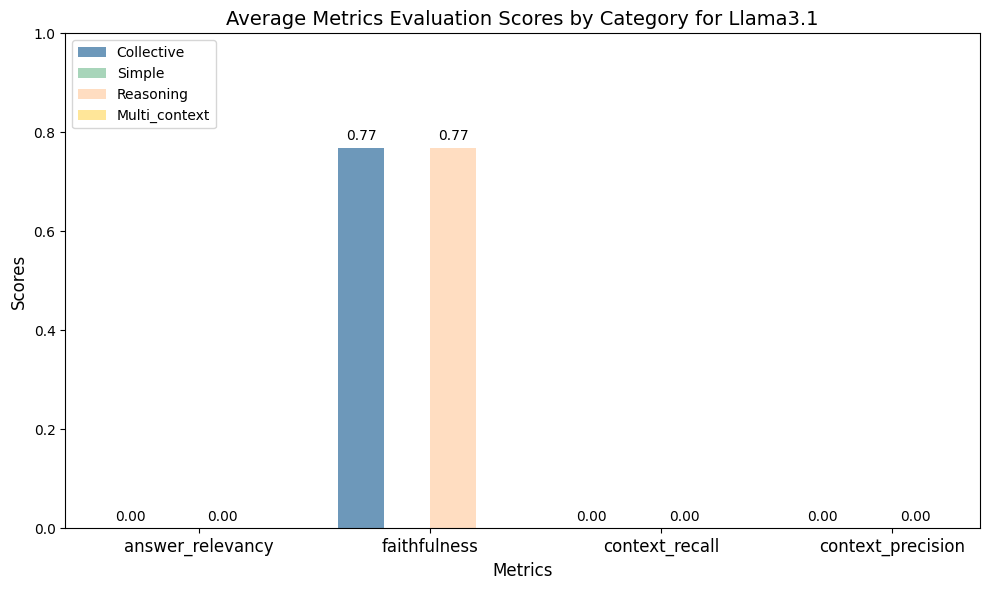 Average Metrics Evaluation Scores by Category for Llama3.1
Collective
Simple
Reasoning
Multi_context
1.0
0.8
0.6
0.4
0.2
0.0
Scores
0.00
0.00
0.77
0.77
0.00
0.00
0.00
0.00
answer_relevancy
faithfulness
context_recall
context_precision
Metrics